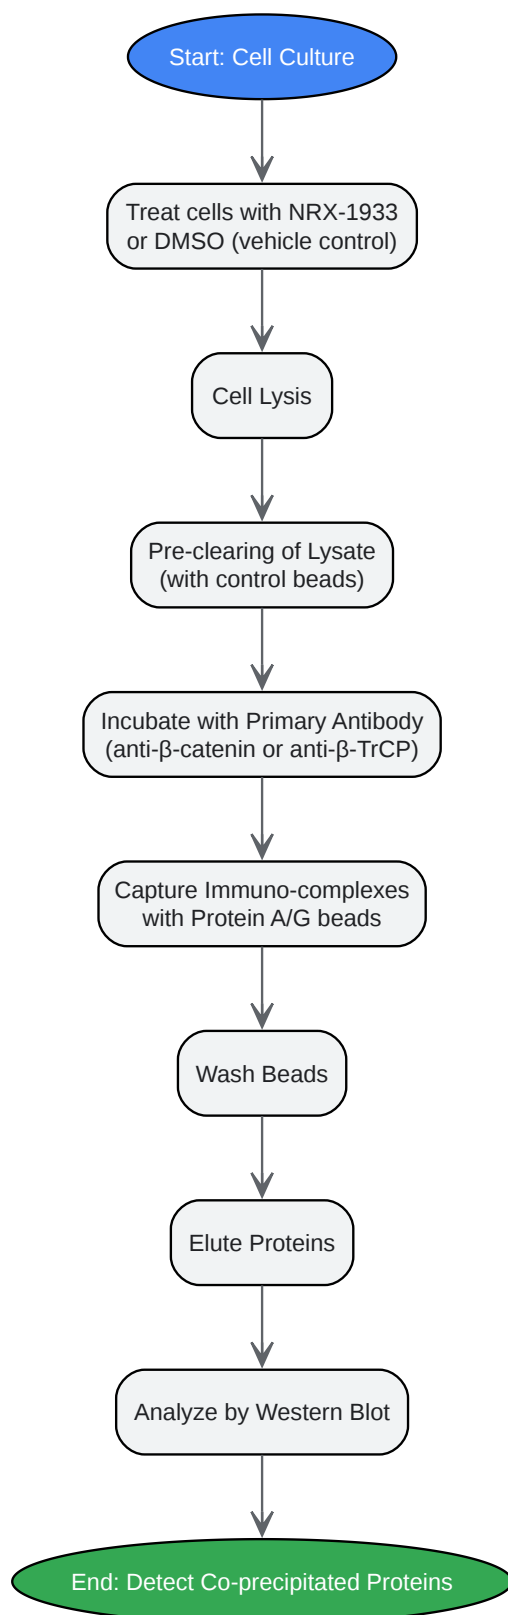 Start: Cell Culture
Treat cells with NRX-1933
or DMSO (vehicle control)
Cell Lysis
Pre-clearing of Lysate
(with control beads)
Incubate with Primary Antibody
(anti-β-catenin or anti-β-TrCP)
Capture Immuno-complexes
with Protein A/G beads
Wash Beads
Elute Proteins
Analyze by Western Blot
End: Detect Co-precipitated Proteins